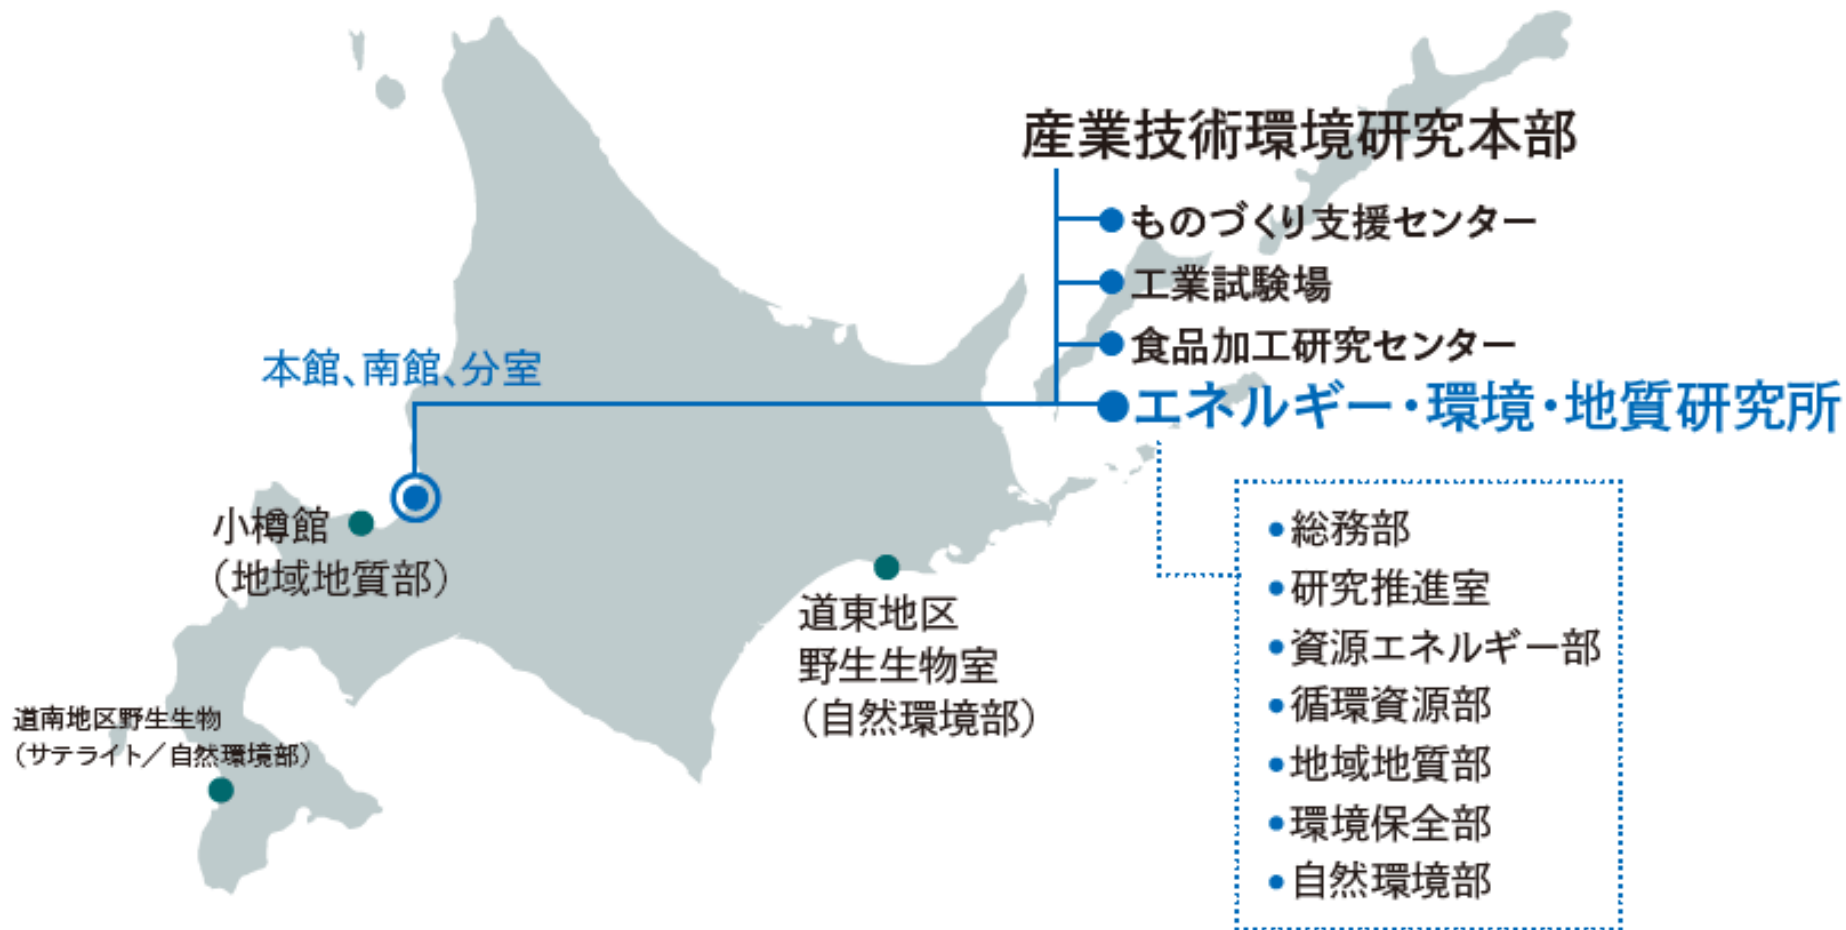 産業技術環境研究本部
ものづくり支援センター
工業試験場
食品加工研究センター
エネルギー・環境・地質研究所
本館、南館、分室
小樽館
（地域地質部）
道東地区
野生生物室
（自然環境部）
道南地区野生生物
（サテライト／自然環境部）
•総務部
•研究推進室
•資源エネルギー部
•循環資源部
•地域地質部
•環境保全部
•自然環境部